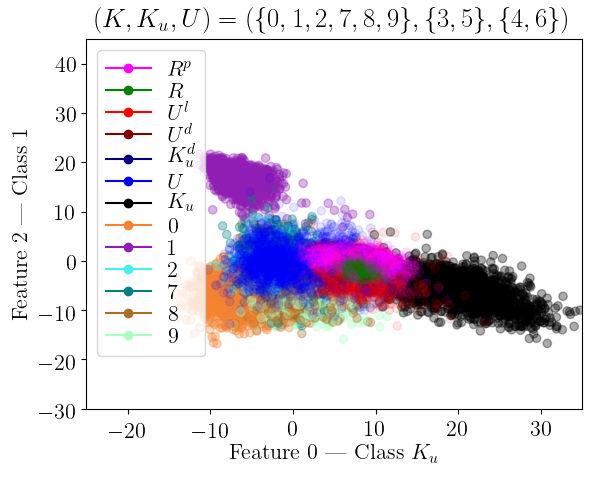 (K, K_u, U) = ({0, 1, 2, 7, 8, 9}, {3, 5}, {4, 6})
R^p
R
U^l
U^d
K_u^d
U
K_u
0
1
2
7
8
9
40
30
20
10
0
−10
−20
−30
Feature 2 — Class 1
−20
−10
0
10
20
30
Feature 0 — Class K_u